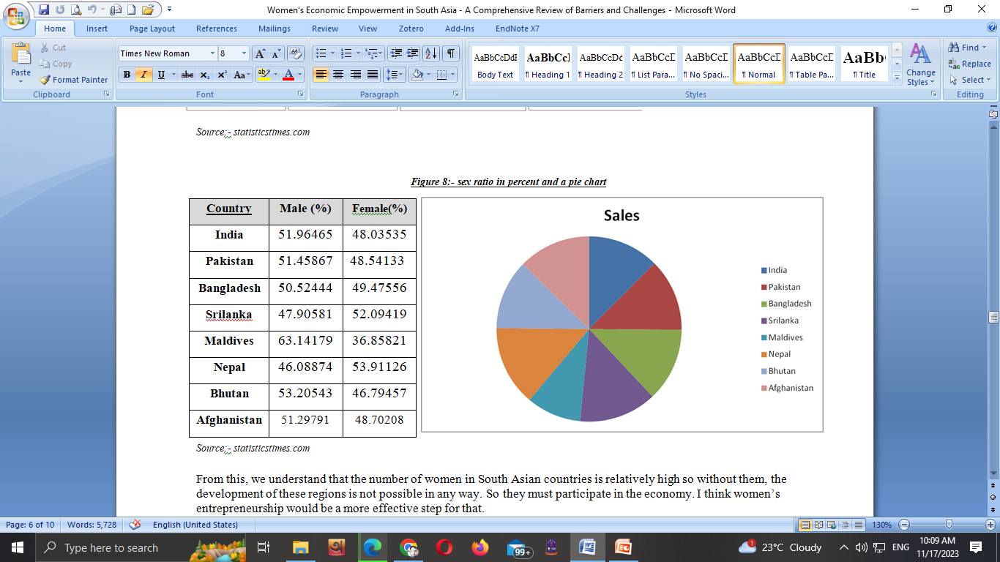 Women's Economic Empowerment in South Asia - A Comprehensive Review of Barriers and Challenges - Microsoft Word
Home Insert Page Layout References Mailings Review View Zotero Add-Ins EndNote X7
Paste
Cut
Copy
Format Painter
Clipboard
Times New Roman 8
B I U abc X₂ X² Aa
Font
Paragraph
AaBbCcDdE AaBbCcI AaBbCcDd AaBbCcD AaBbCcD AaBbCcD AaBbCcD AaBb
Body Text ¶ Heading 1 ¶ Heading 2 ¶ List Para... ¶ No Spaci... ¶ Normal ¶ Table Pa... ¶ Title
Change Styles
Styles
Find
Replace
Select
Editing
Source:- statisticstimes.com
Figure 8:- sex ratio in percent and a pie chart
Country Male (%) Female(%)
India 51.96465 48.03535
Pakistan 51.45867 48.54133
Bangladesh 50.52444 49.47556
Srilanka 47.90581 52.09419
Maldives 63.14179 36.85821
Nepal 46.08874 53.91126
Bhutan 53.20543 46.79457
Afghanistan 51.29791 48.70208
Sales
India
Pakistan
Bangladesh
Srilanka
Maldives
Nepal
Bhutan
Afghanistan
Source:- statisticstimes.com
From this, we understand that the number of women in South Asian countries is relatively high so without them, the
development of these regions is not possible in any way. So they must participate in the economy. I think women's
entrepreneurship would be a more effective step for that.
Page: 6 of 10 Words: 5,728 English (United States) 130%
Type here to search
99+
1 23°C Cloudy ENG
10:09 AM
11/17/2023